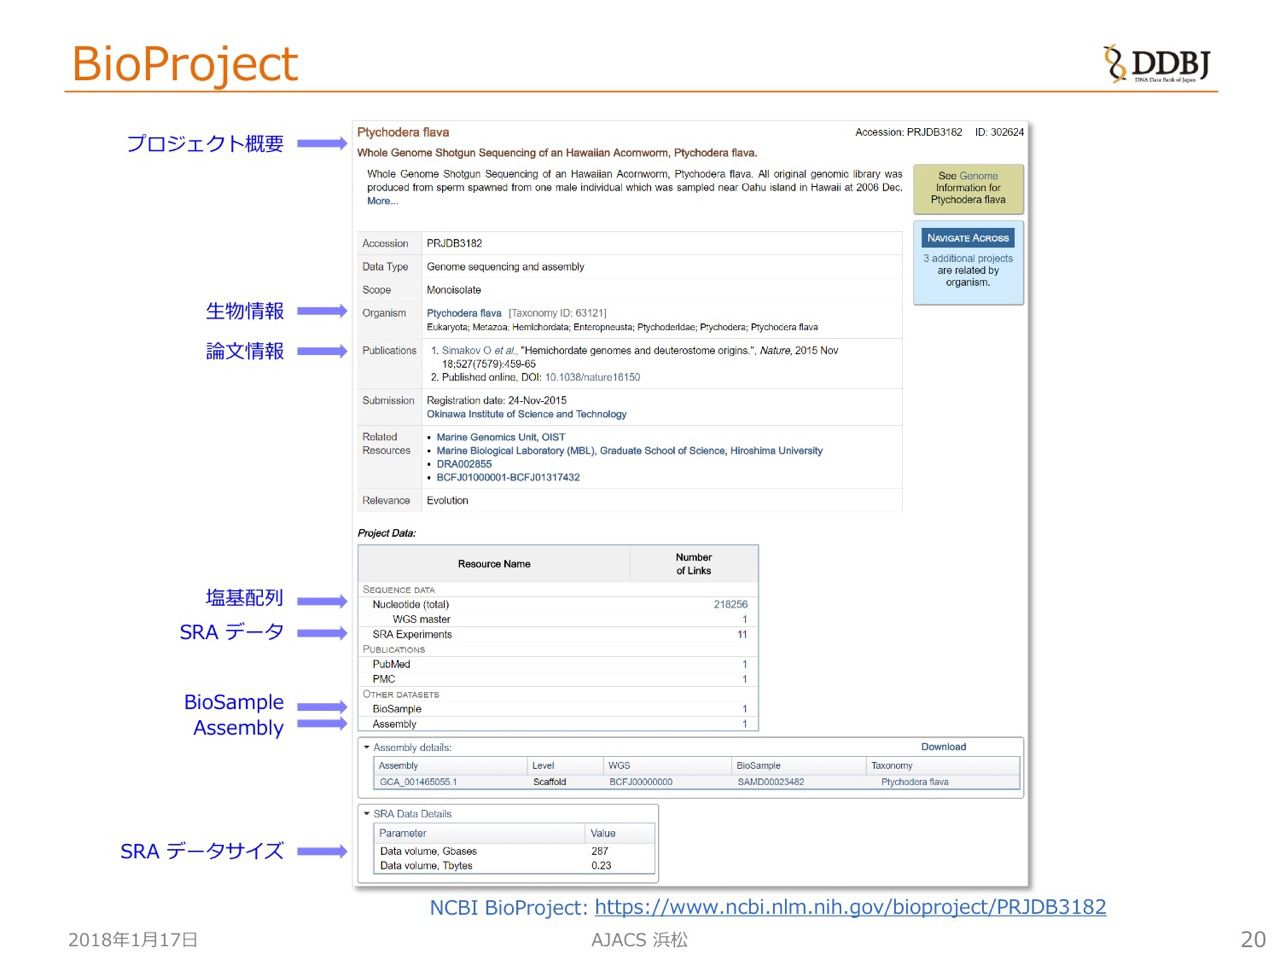 BioProject
DDBJ
DNA Data Bank of Japan
プロジェクト概要
Ptychodera flava
Accession: PRJDB3182 ID: 302624
Whole Genome Shotgun Sequencing of an Hawaiian Acornworm, Ptychodera flava.
Whole Genome Shotgun Sequencing of an Hawaiian Acornworm, Ptychodera flava. All original genomic library was
produced from sperm spawned from one male individual which was sampled near Oahu island in Hawaii at 2006 Dec.
More...
See Genome
Information for
Ptychodera flava
NAVIGATE ACROSS
3 additional projects
are related by
organism.
Accession PRJDB3182
Data Type Genome sequencing and assembly
Scope Monoisolate
生物情報
Organism Ptychodera flava [Taxonomy ID: 63121]
Eukaryota; Metazoa; Hemichordata; Enteropneusta; Ptychoderidae; Ptychodera; Ptychodera flava
論文情報
Publications 1. Simakov O et al., "Hemichordate genomes and deuterostome origins.", Nature, 2015 Nov
18;527(7579):459-65
2. Published online, DOI: 10.1038/nature16150
Submission Registration date: 24-Nov-2015
Okinawa Institute of Science and Technology
Related
Resources
• Marine Genomics Unit, OIST
• Marine Biological Laboratory (MBL), Graduate School of Science, Hiroshima University
• DRA002855
• BCFJ01000001-BCFJ01317432
Relevance Evolution
Project Data:
Resource Name
Number
of Links
SEQUENCE DATA
塩基配列
Nucleotide (total) 218256
WGS master 1
SRA データ
SRA Experiments 11
PUBLICATIONS
PubMed 1
PMC 1
OTHER DATASETS
BioSample
BioSample 1
Assembly
Assembly 1
Assembly details: Download
Assembly Level WGS BioSample Taxonomy
GCA_001465055.1 Scaffold BCFJ00000000 SAMD00023482 Ptychodera flava
SRA Data Details
Parameter Value
SRA データサイズ
Data volume, Gbases 287
Data volume, Tbytes 0.23
NCBI BioProject: https://www.ncbi.nlm.nih.gov/bioproject/PRJDB3182
2018年1月17日
AJACS 浜松
20